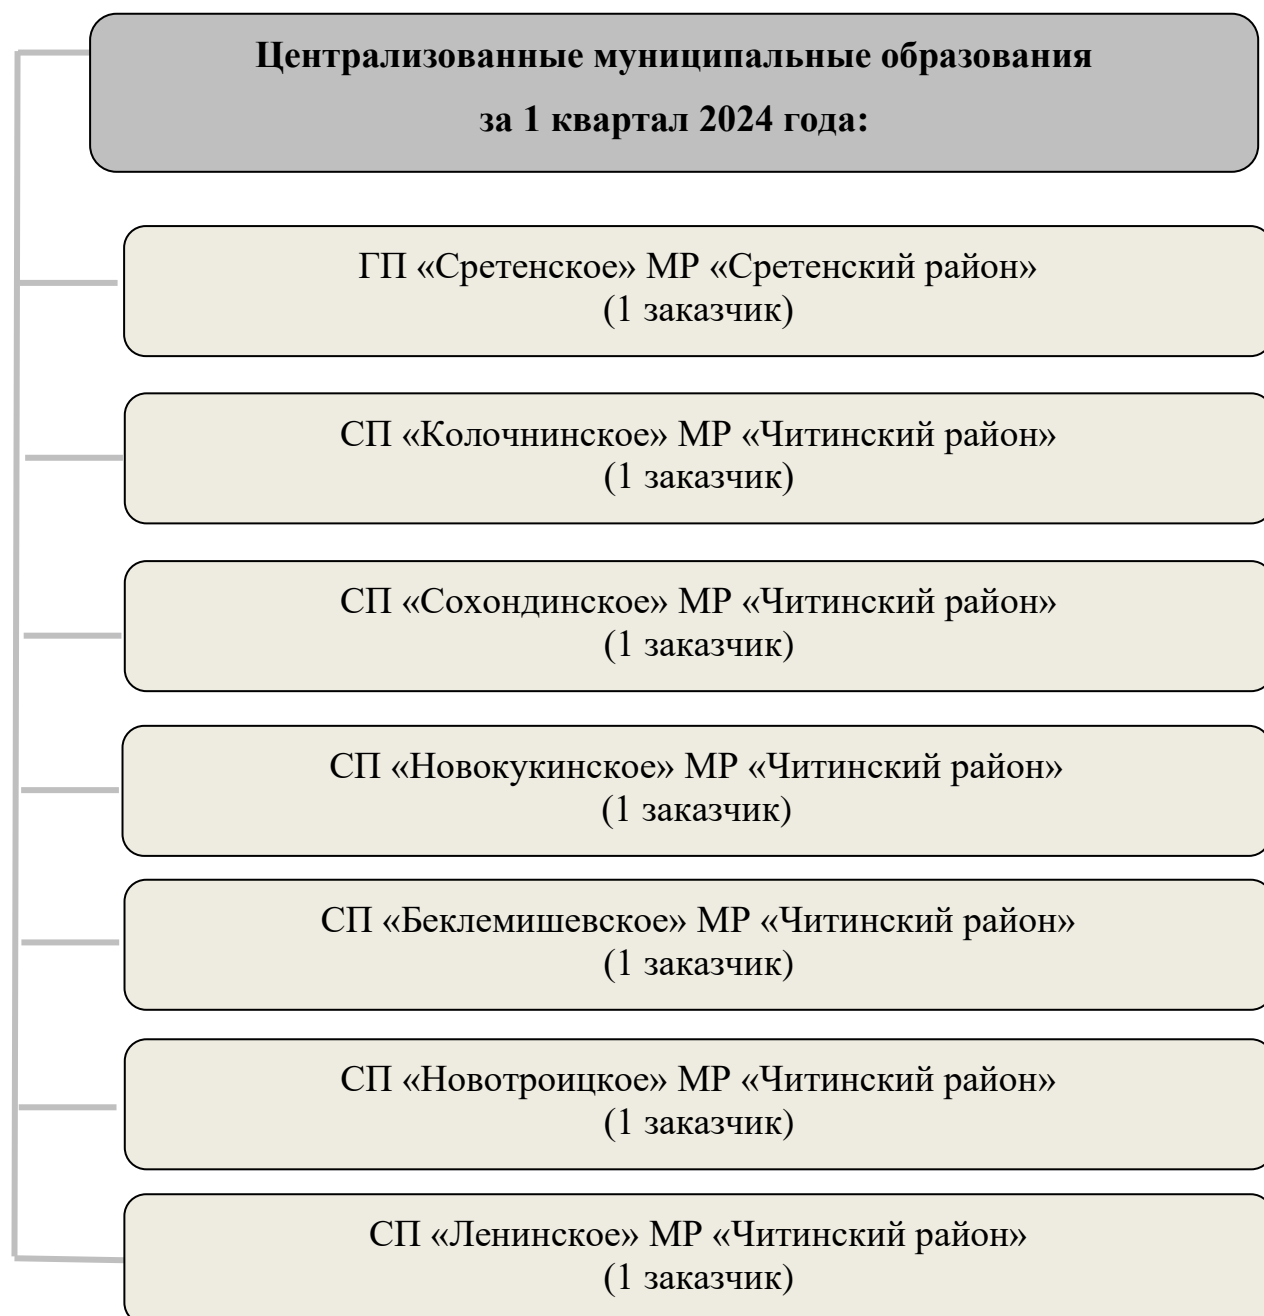 Централизованные муниципальные образования
за 1 квартал 2024 года:
ГП «Сретенское» МР «Сретенский район»
(1 заказчик)
СП «Колочнинское» МР «Читинский район»
(1 заказчик)
СП «Сохондинское» МР «Читинский район»
(1 заказчик)
СП «Новокукинское» МР «Читинский район»
(1 заказчик)
СП «Беклемишевское» МР «Читинский район»
(1 заказчик)
СП «Новотроицкое» МР «Читинский район»
(1 заказчик)
СП «Ленинское» МР «Читинский район»
(1 заказчик)